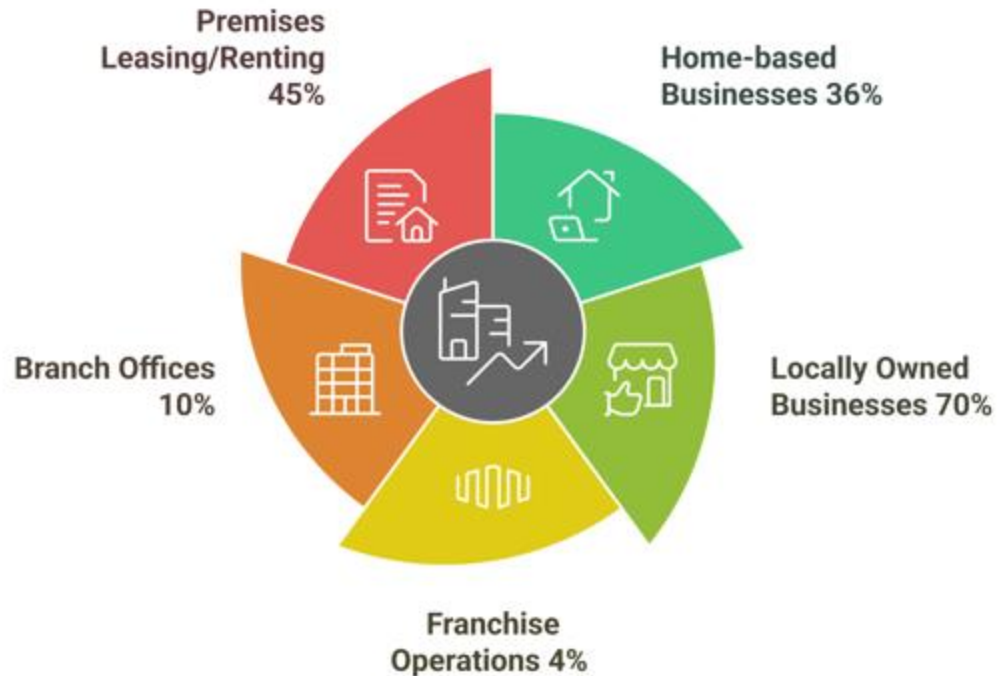 Premises
Leasing/Renting
45%
Home-based
Businesses 36%
Branch Offices
10%
Locally Owned
Businesses 70%
Franchise
Operations 4%